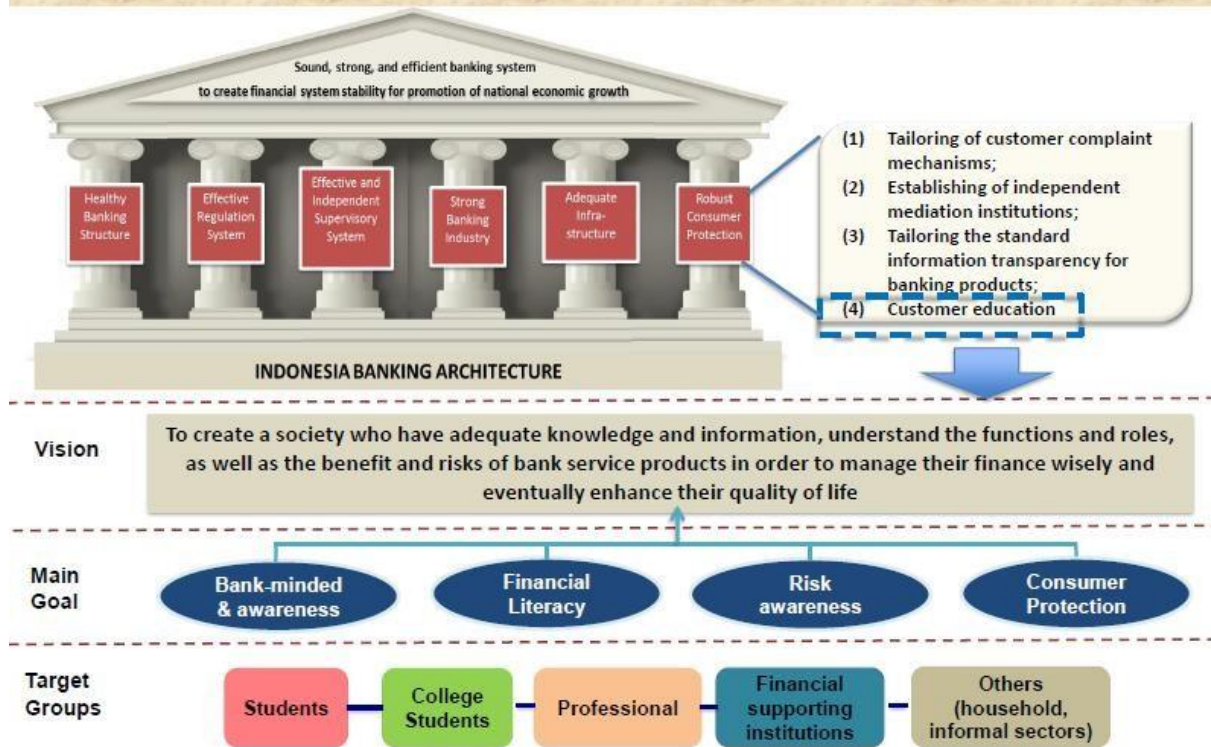 Sound, strong, and efficient banking system
to create financial system stability for promotion of national economic growth
Healthy
Banking
Structure
Effective
Regulation
System
Effective and
Independent
Supervisory
System
Strong
Banking
Industry
Adequate
Infra-
structure
Robust
Consumer
Protection
INDONESIA BANKING ARCHITECTURE
(1) Tailoring of customer complaint
mechanisms;
(2) Establishing of independent
mediation institutions;
(3) Tailoring the standard
information transparency for
banking products;
(4) Customer education
Vision
To create a society who have adequate knowledge and information, understand the functions and roles,
as well as the benefit and risks of bank service products in order to manage their finance wisely and
eventually enhance their quality of life
Main
Goal
Bank-minded
& awareness
Financial
Literacy
Risk
awareness
Consumer
Protection
Target
Groups
Students
College
Students
Professional
Financial
supporting
institutions
Others
(household,
informal sectors)